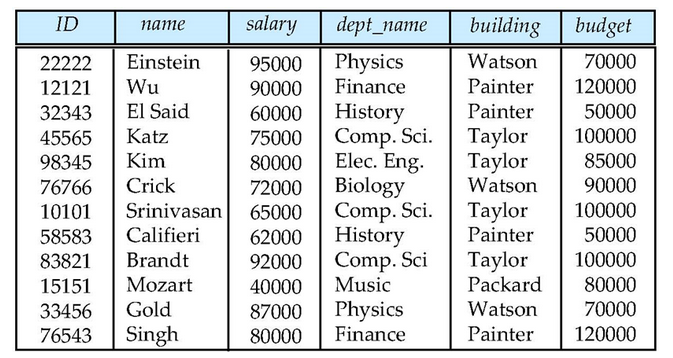 ID name salary dept_name building budget
22222 Einstein 95000 Physics Watson 70000
12121 Wu 90000 Finance Painter 120000
32343 El Said 60000 History Painter 50000
45565 Katz 75000 Comp. Sci. Taylor 100000
98345 Kim 80000 Elec. Eng. Taylor 85000
76766 Crick 72000 Biology Watson 90000
10101 Srinivasan 65000 Comp. Sci. Taylor 100000
58583 Califieri 62000 History Painter 50000
83821 Brandt 92000 Comp. Sci Taylor 100000
15151 Mozart 40000 Music Packard 80000
33456 Gold 87000 Physics Watson 70000
76543 Singh 80000 Finance Painter 120000